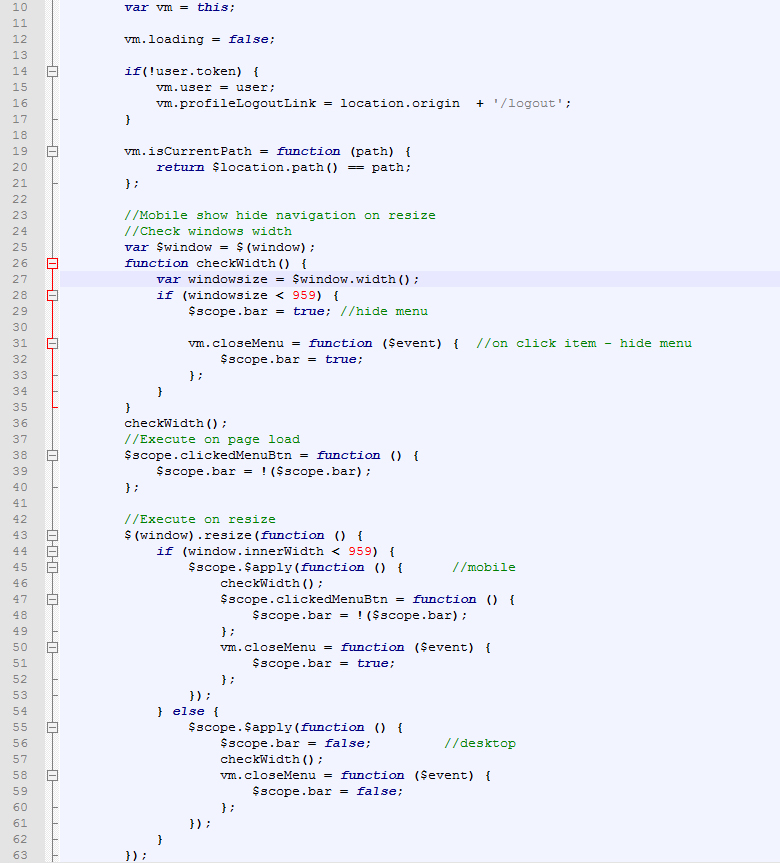 10 var vm = this;
11
12 vm.loading = false;
13
14 if(!user.token) {
15 vm.user = user;
16 vm.profileLogoutLink = location.origin  + '/logout';
17 }
18
19 vm.isCurrentPath = function (path) {
20 return $location.path() == path;
21 };
22
23 //Mobile show hide navigation on resize
24 //Check windows width
25 var $window = $(window);
26 function checkWidth() {
27 var windowsize = $window.width();
28 if (windowsize < 959) {
29 $scope.bar = true; //hide menu
30
31 vm.closeMenu = function ($event) {  //on click item - hide menu
32 $scope.bar = true;
33 };
34 }
35 }
36 checkWidth();
37 //Execute on page load
38 $scope.clickedMenuBtn = function () {
39 $scope.bar = !($scope.bar);
40 };
41
42 //Execute on resize
43 $(window).resize(function () {
44 if (window.innerWidth < 959) {
45 $scope.$apply(function () {      //mobile
46 checkWidth();
47 $scope.clickedMenuBtn = function () {
48 $scope.bar = !($scope.bar);
49 };
50 vm.closeMenu = function ($event) {
51 $scope.bar = true;
52 };
53 });
54 } else {
55 $scope.$apply(function () {
56 $scope.bar = false;         //desktop
57 checkWidth();
58 vm.closeMenu = function ($event) {
59 $scope.bar = false;
60 };
61 });
62 }
63 });